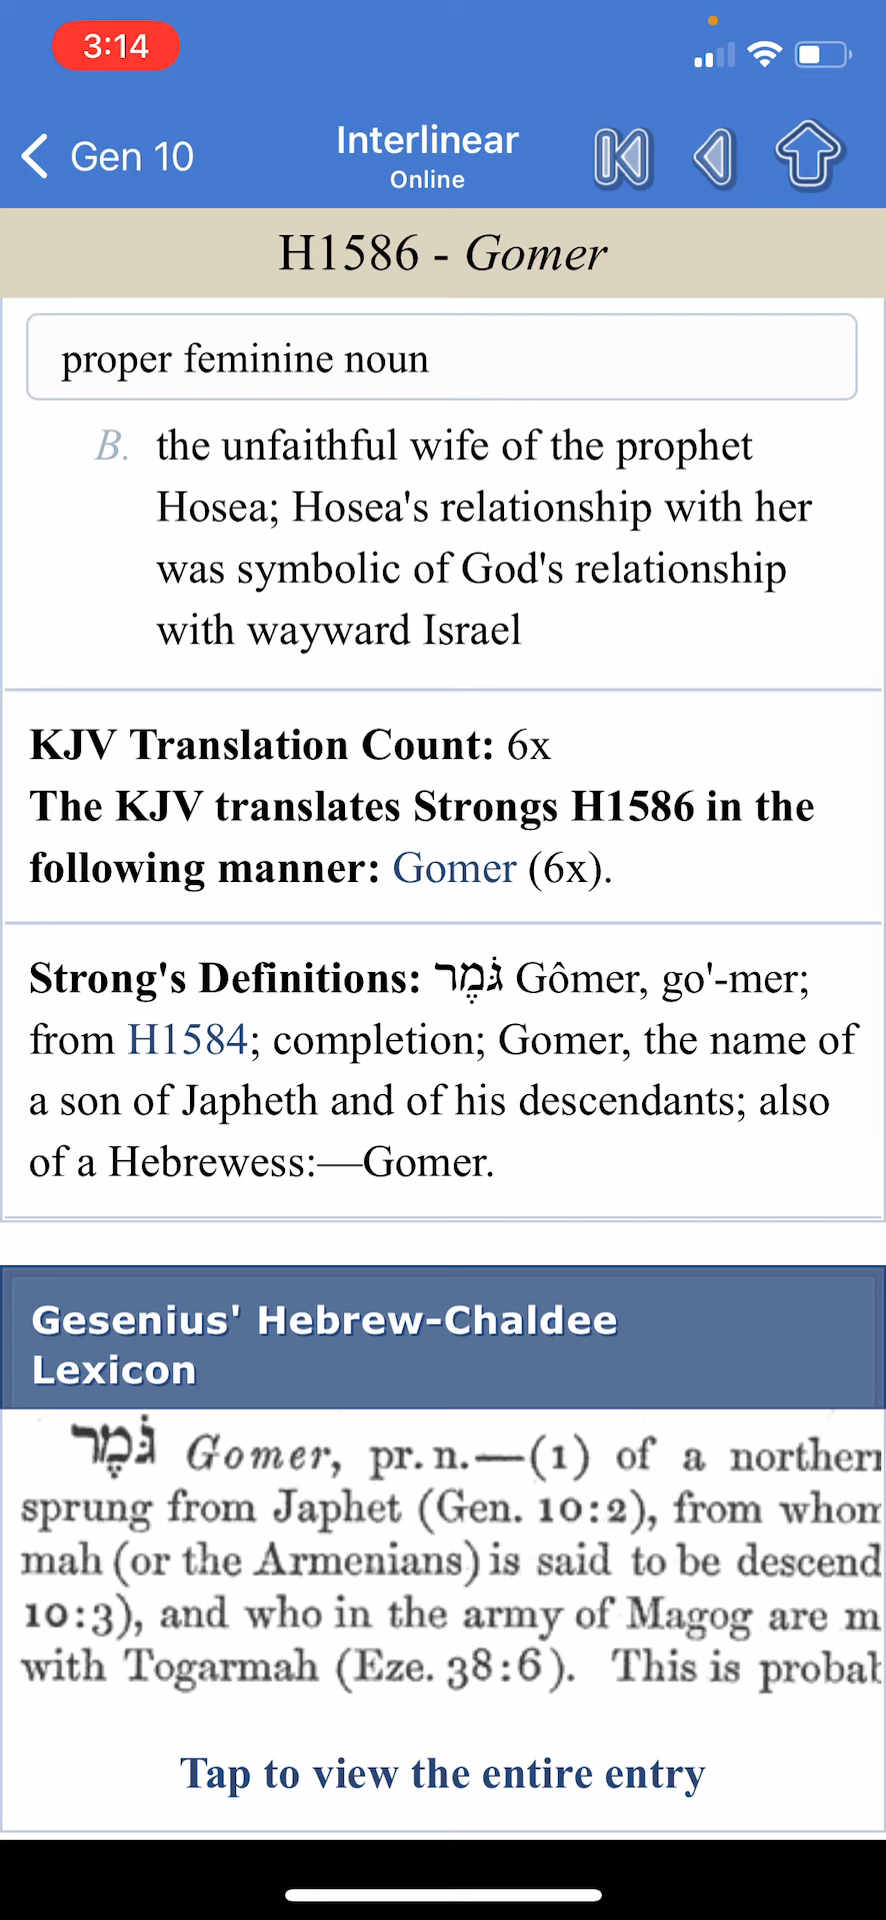 3:14
Gen 10
Interlinear
Online
H1586 - Gomer
proper feminine noun
B. the unfaithful wife of the prophet
Hosea; Hosea's relationship with her
was symbolic of God's relationship
with wayward Israel
KJV Translation Count: 6x
The KJV translates Strongs H1586 in the
following manner: Gomer (6x).
Strong's Definitions: גֹּמֶר Gômer, go'-mer;
from H1584; completion; Gomer, the name of
a son of Japheth and of his descendants; also
of a Hebrewess:—Gomer.
Gesenius' Hebrew-Chaldee
Lexicon
גֹּמֶר Gomer, pr. n.—(1) of a norther
sprung from Japhet (Gen. 10:2), from whom
mah (or the Armenians) is said to be descend
10:3), and who in the army of Magog are m
with Togarmah (Eze. 38:6). This is probab
Tap to view the entire entry